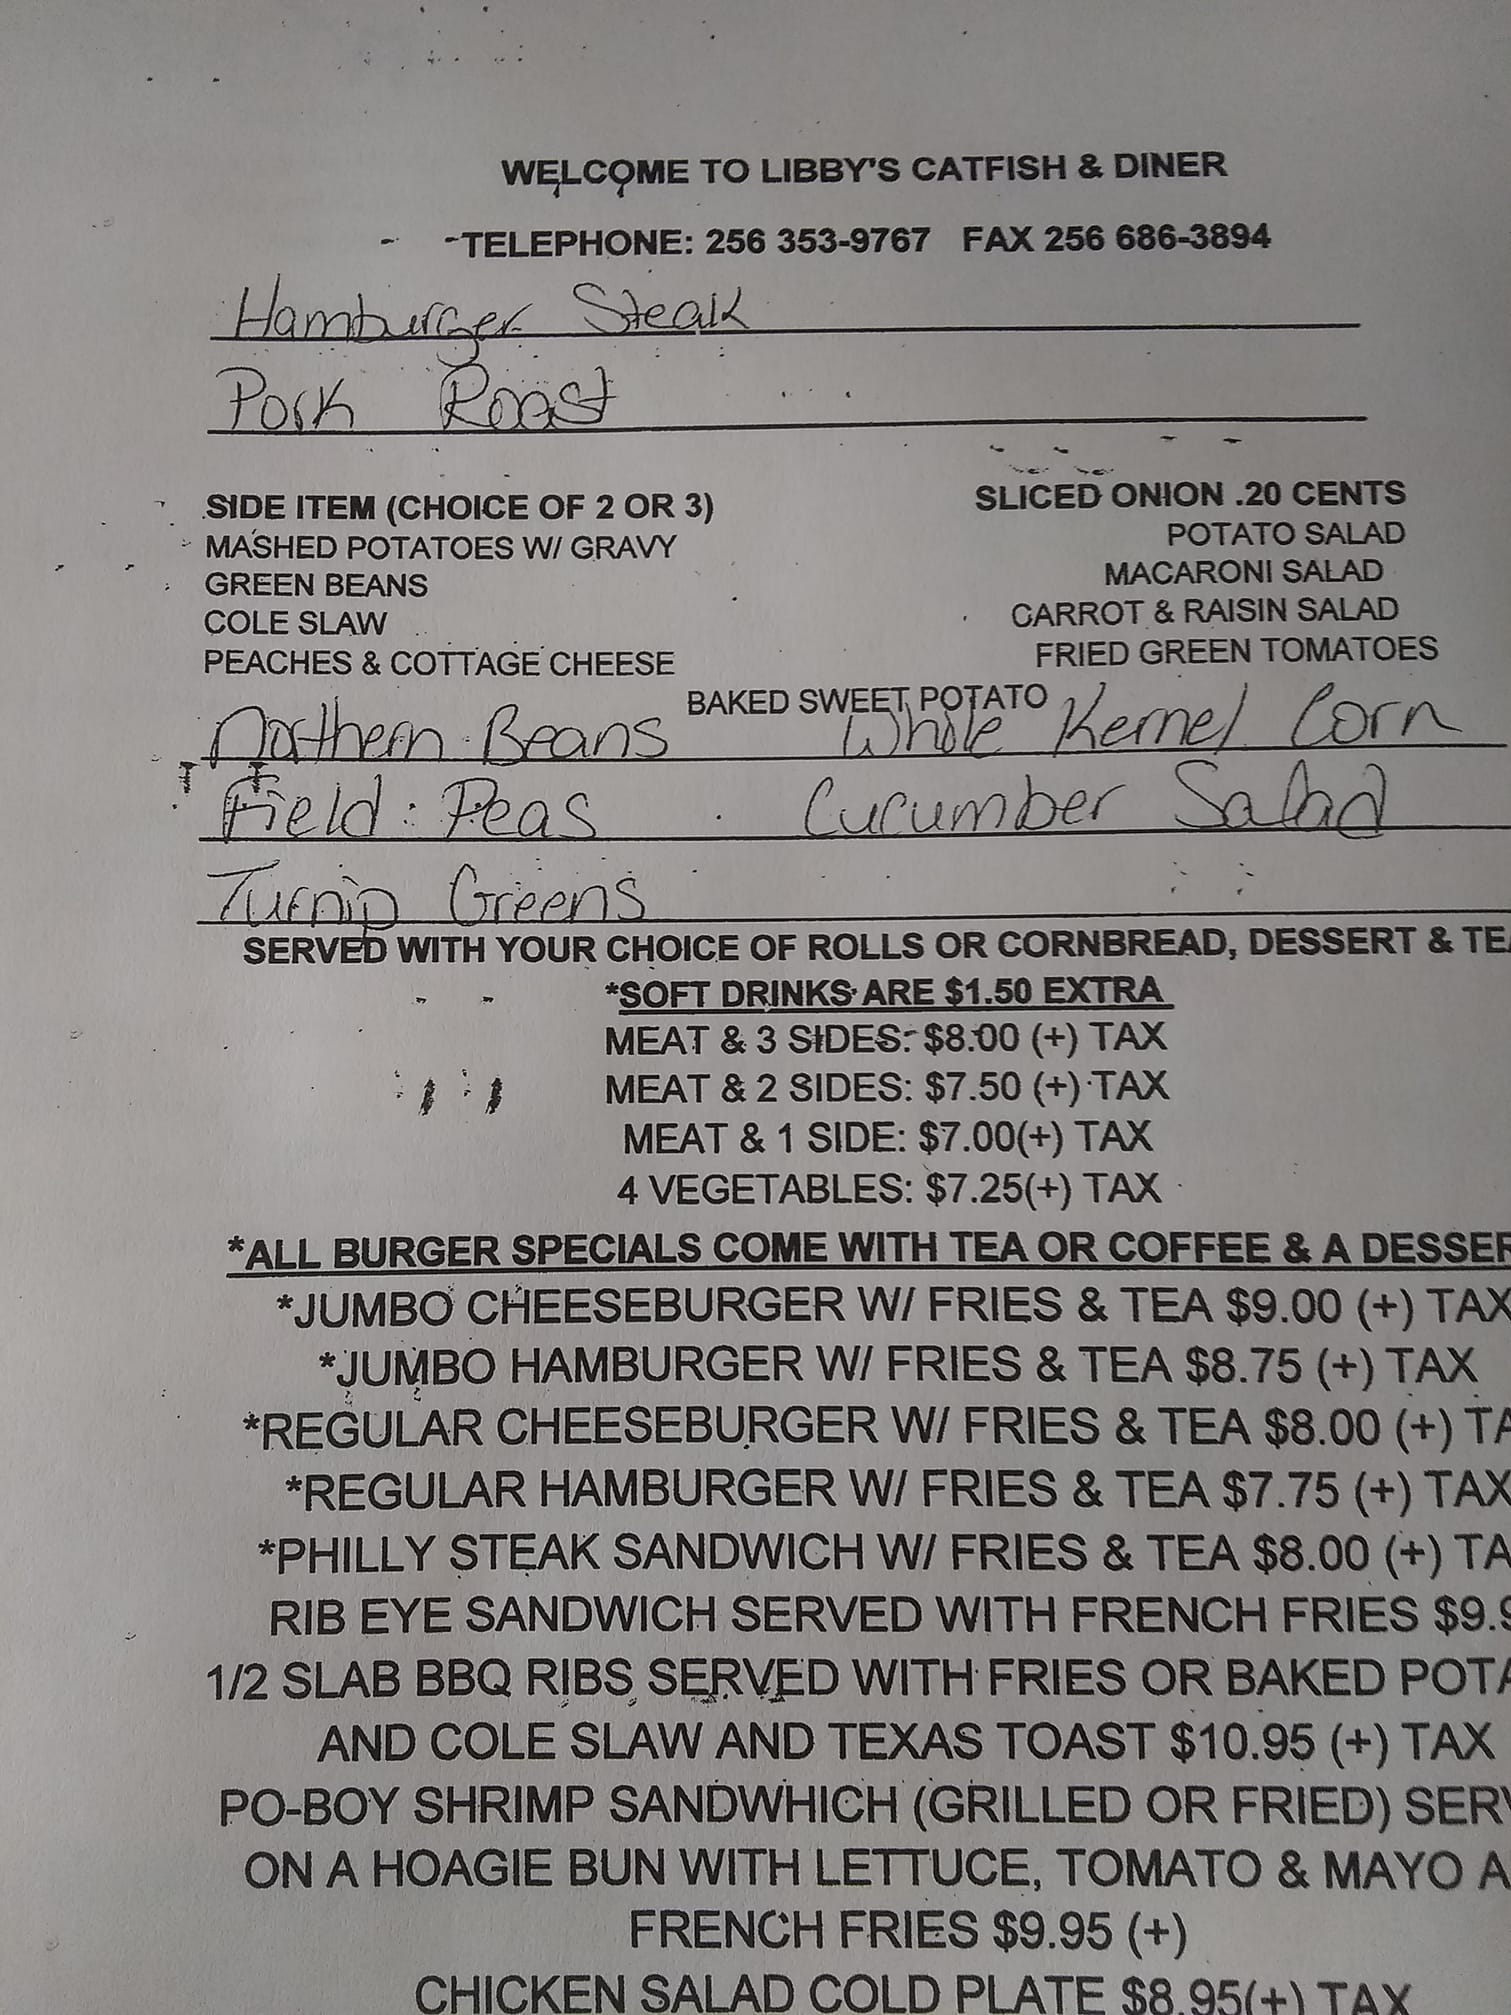 WELCOME TO LIBBY'S CATFISH & DINER
TELEPHONE: 256 353-9767 FAX 256 686-3894
Hamburger Steak
Pork Roast
SIDE ITEM (CHOICE OF 2 OR 3) SLICED ONION .20 CENTS
MASHED POTATOES W/ GRAVY POTATO SALAD
GREEN BEANS MACARONI SALAD
COLE SLAW CARROT & RAISIN SALAD
PEACHES & COTTAGE CHEESE FRIED GREEN TOMATOES
BAKED SWEET POTATO
Northern Beans Whole Kernel Corn
Field Peas Cucumber Salad
Turnip Greens
SERVED WITH YOUR CHOICE OF ROLLS OR CORNBREAD, DESSERT & TEA
*SOFT DRINKS ARE $1.50 EXTRA
MEAT & 3 SIDES: $8.00 (+) TAX
MEAT & 2 SIDES: $7.50 (+) TAX
MEAT & 1 SIDE: $7.00(+) TAX
4 VEGETABLES: $7.25(+) TAX
*ALL BURGER SPECIALS COME WITH TEA OR COFFEE & A DESSER
*JUMBO CHEESEBURGER W/ FRIES & TEA $9.00 (+) TAX
*JUMBO HAMBURGER W/ FRIES & TEA $8.75 (+) TAX
*REGULAR CHEESEBURGER W/ FRIES & TEA $8.00 (+) TA
*REGULAR HAMBURGER W/ FRIES & TEA $7.75 (+) TAX
*PHILLY STEAK SANDWICH W/ FRIES & TEA $8.00 (+) TA
RIB EYE SANDWICH SERVED WITH FRENCH FRIES $9.9
1/2 SLAB BBQ RIBS SERVED WITH FRIES OR BAKED POTA
AND COLE SLAW AND TEXAS TOAST $10.95 (+) TAX
PO-BOY SHRIMP SANDWHICH (GRILLED OR FRIED) SERV
ON A HOAGIE BUN WITH LETTUCE, TOMATO & MAYO A
FRENCH FRIES $9.95 (+)
CHICKEN SALAD COLD PLATE $8.95(+) TAX